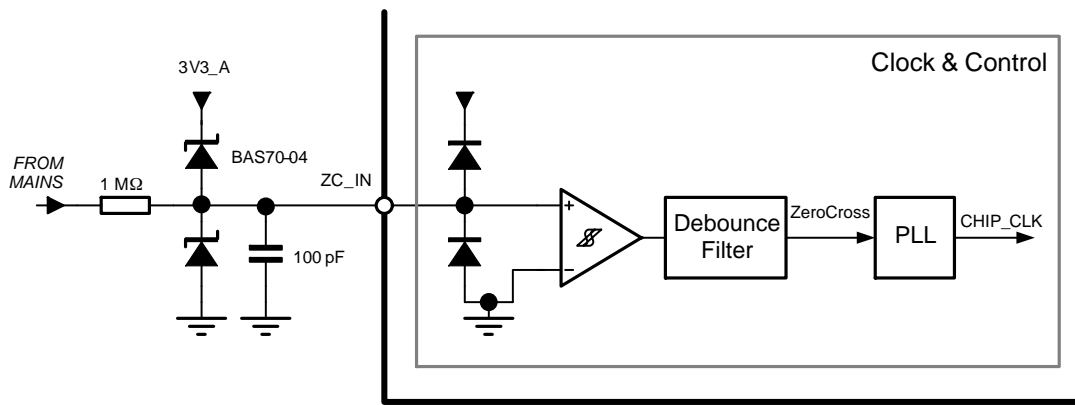 Clock & Control
3V3_A
BAS70-04
FROM
MAINS
1 MΩ
ZC_IN
100 pF
+
−
Debounce
Filter
ZeroCross
PLL
CHIP_CLK